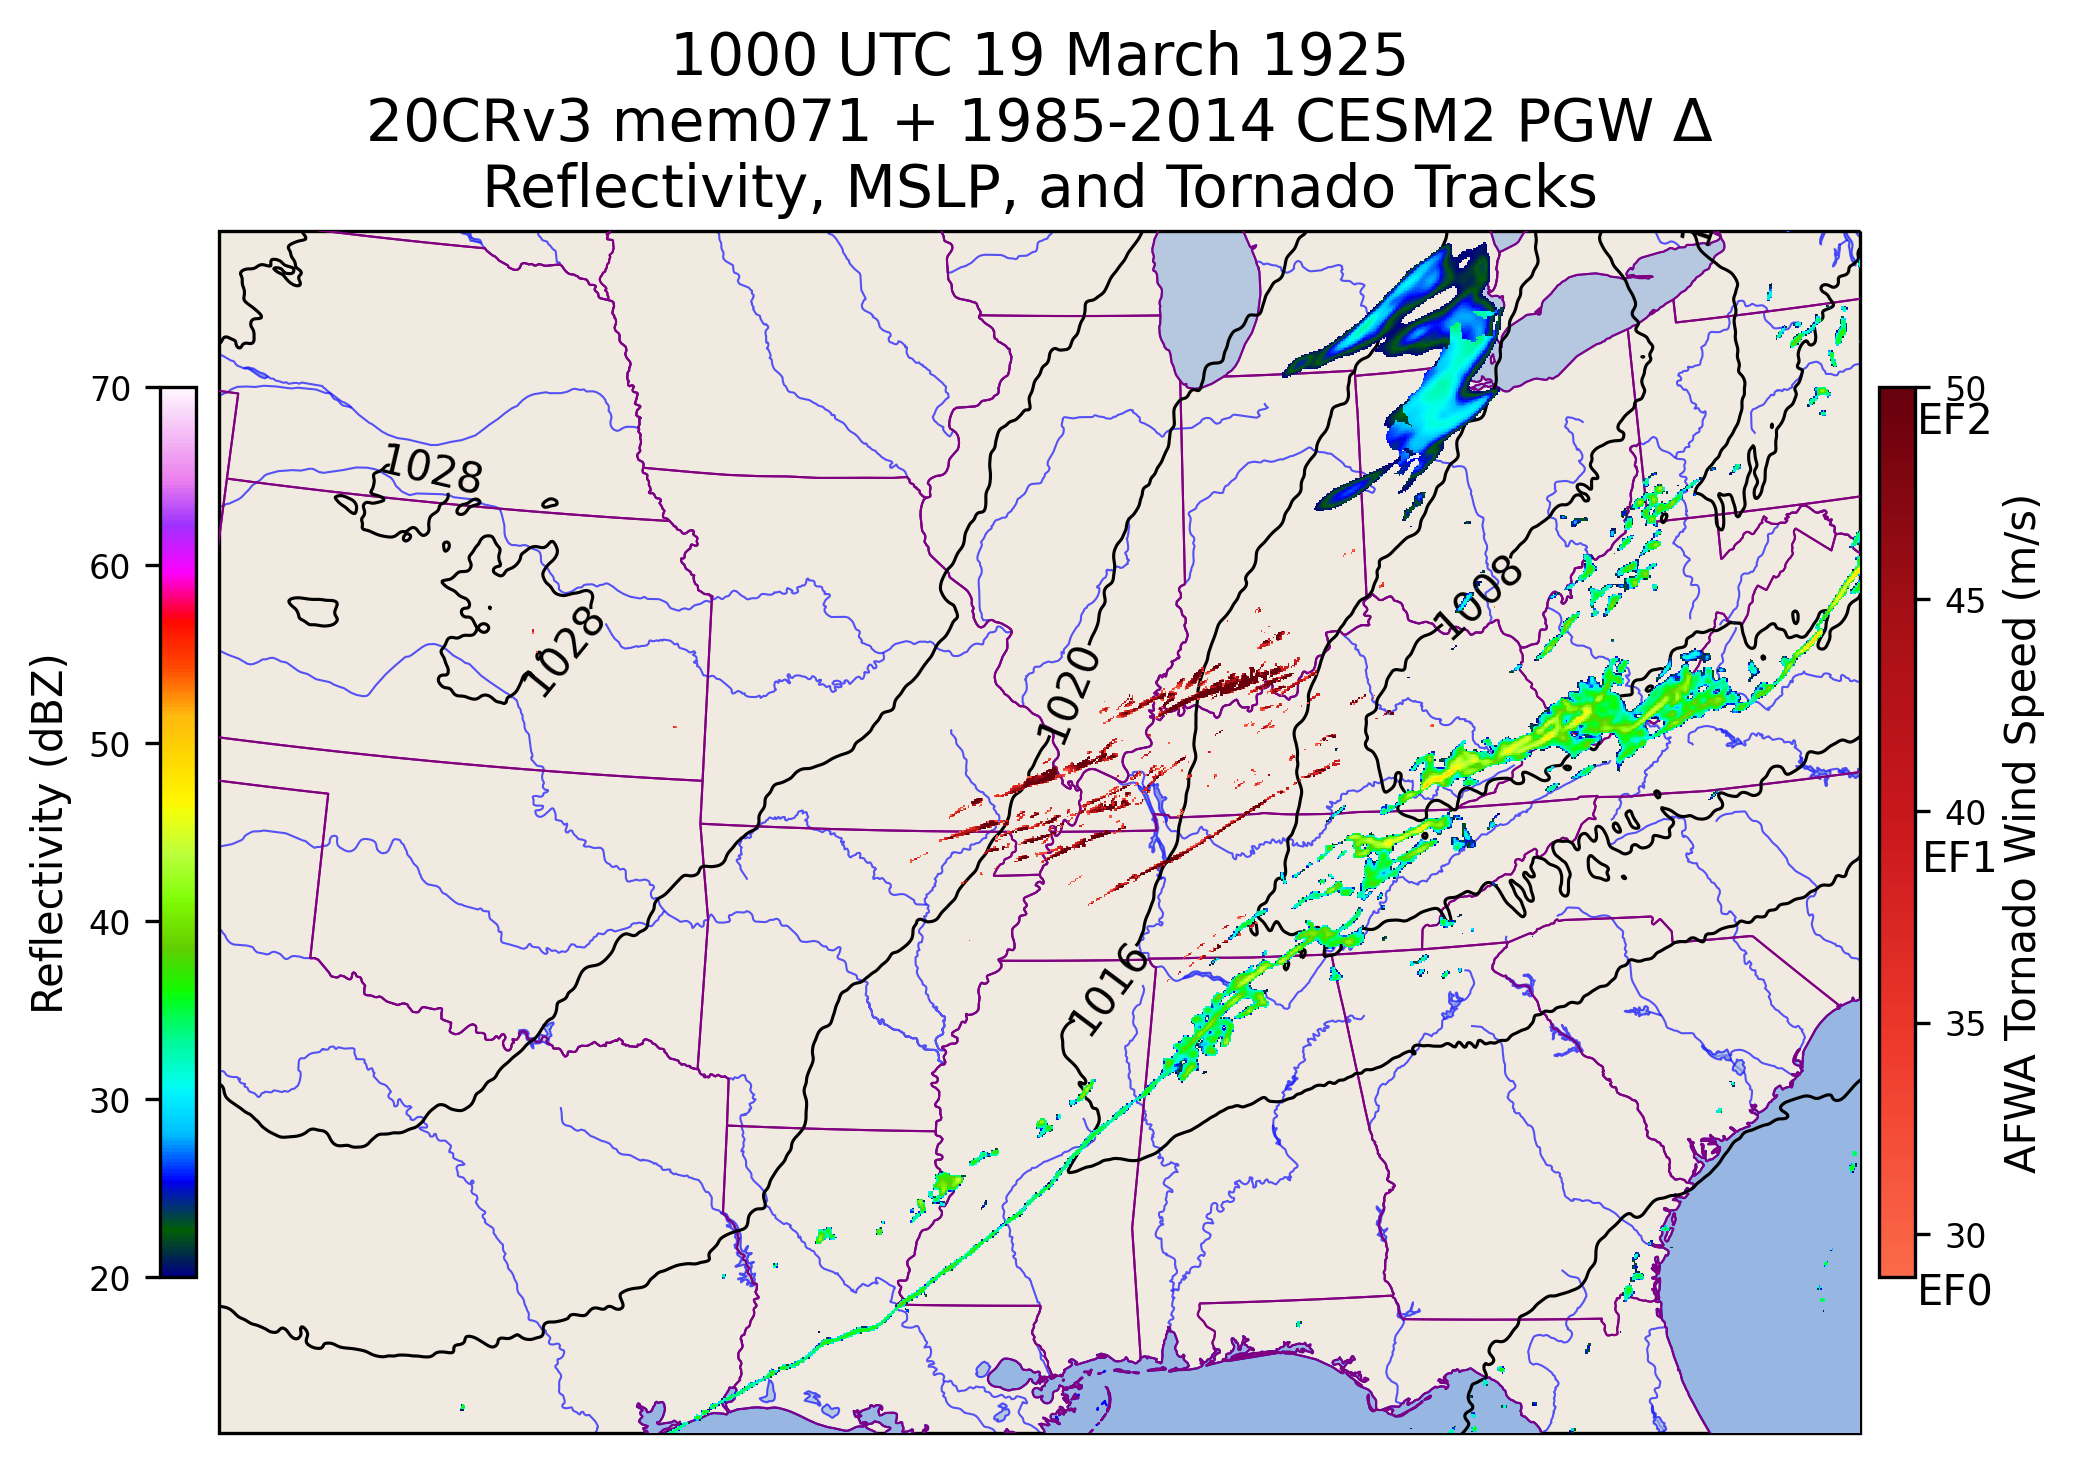 1000 UTC 19 March 1925
20CRv3 mem071 + 1985-2014 CESM2 PGW Δ
Reflectivity, MSLP, and Tornado Tracks
70
60
50
40
30
20
Reflectivity (dBZ)
1028
1028
1020
1008
1016
50
EF2
45
40
EF1
35
30
EF0
AFWA Tornado Wind Speed (m/s)